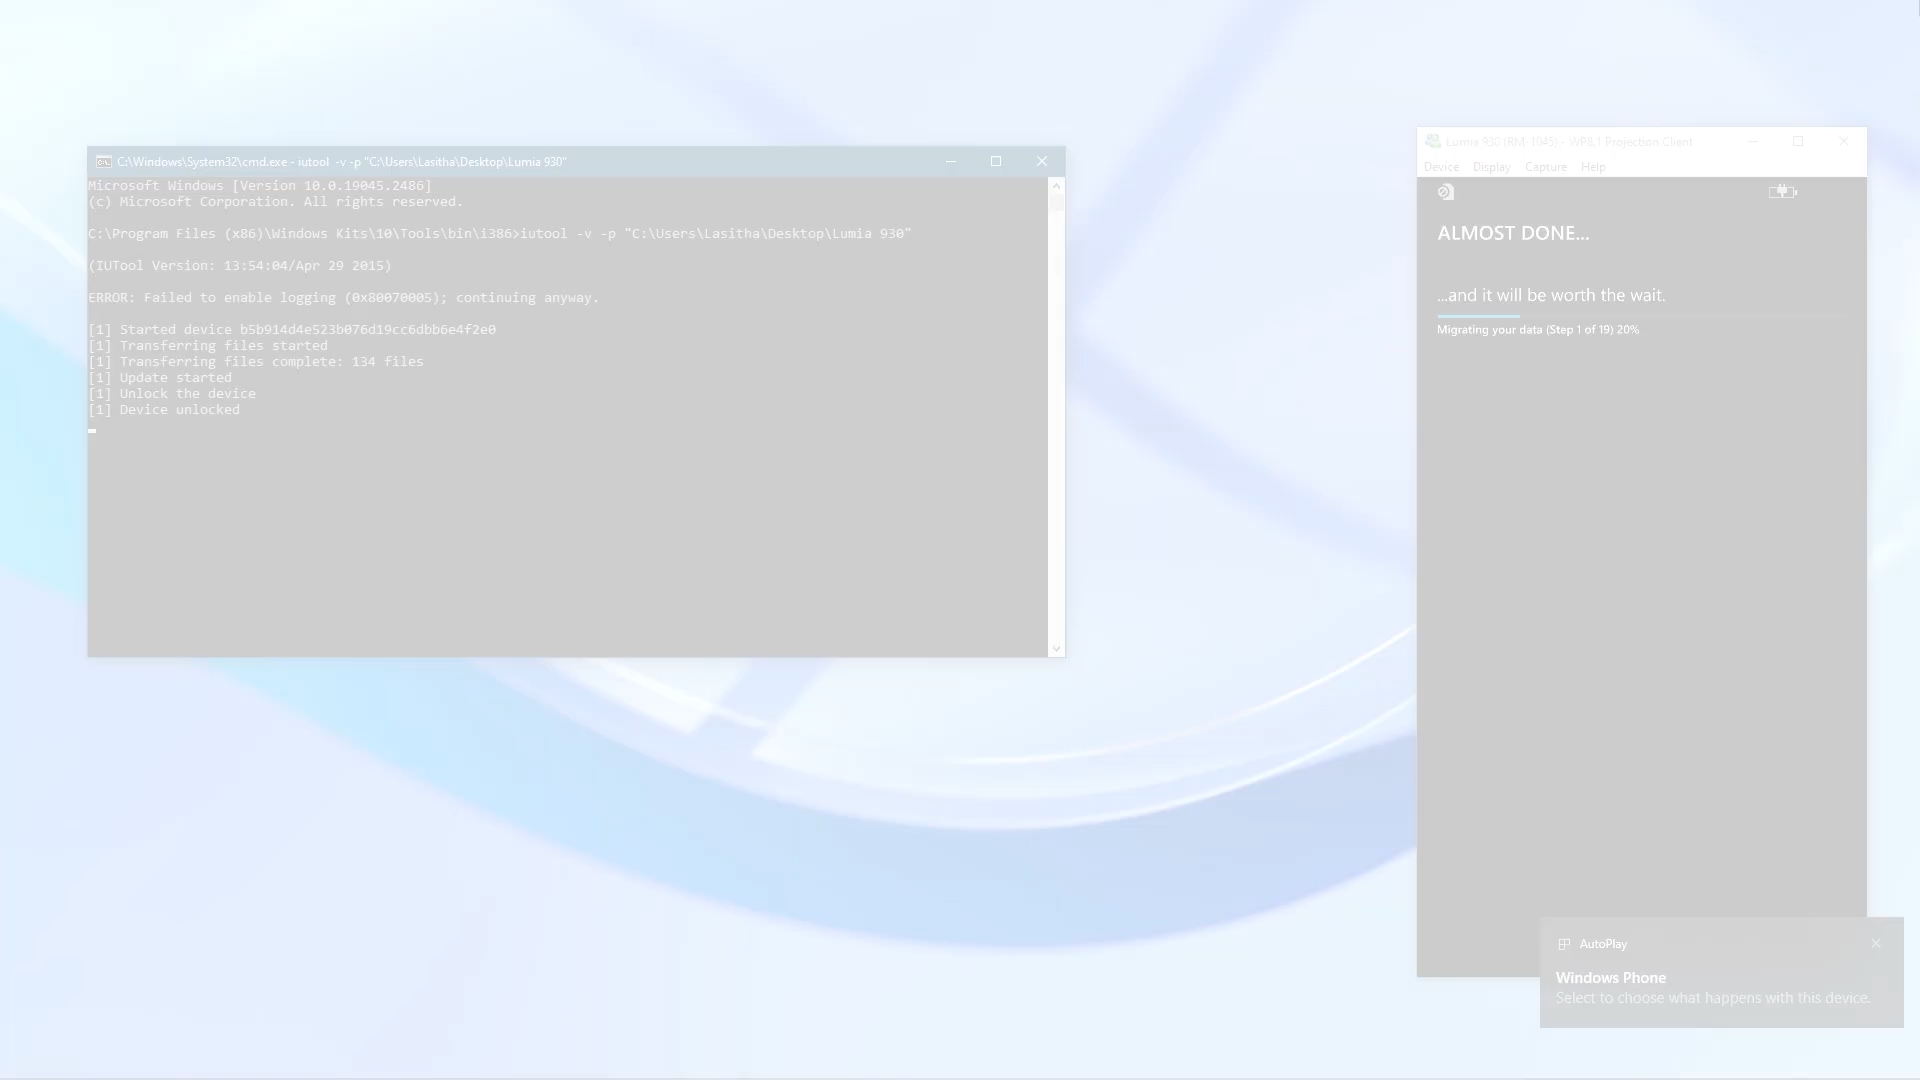 C:\Windows\System32\cmd.exe - iutool  -v -p "C:\Users\Lasitha\Desktop\Lumia 930"
Microsoft Windows [Version 10.0.19045.2486]
(c) Microsoft Corporation. All rights reserved.
C:\Program Files (x86)\Windows Kits\10\Tools\bin\i386>iutool -v -p "C:\Users\Lasitha\Desktop\Lumia 930"
(IUTool Version: 13:54:04/Apr 29 2015)
ERROR: Failed to enable logging (0x80070005); continuing anyway.
[1] Started device b5b914d4e523b076d19cc6dbb6e4f2e0
[1] Transferring files started
[1] Transferring files complete: 134 files
[1] Update started
[1] Unlock the device
[1] Device unlocked
Lumia 930 (RM-1045) - WP8.1 Projection Client
Device Display Capture Help
ALMOST DONE...
...and it will be worth the wait.
Migrating your data (Step 1 of 19) 20%
AutoPlay
Windows Phone
Select to choose what happens with this device.